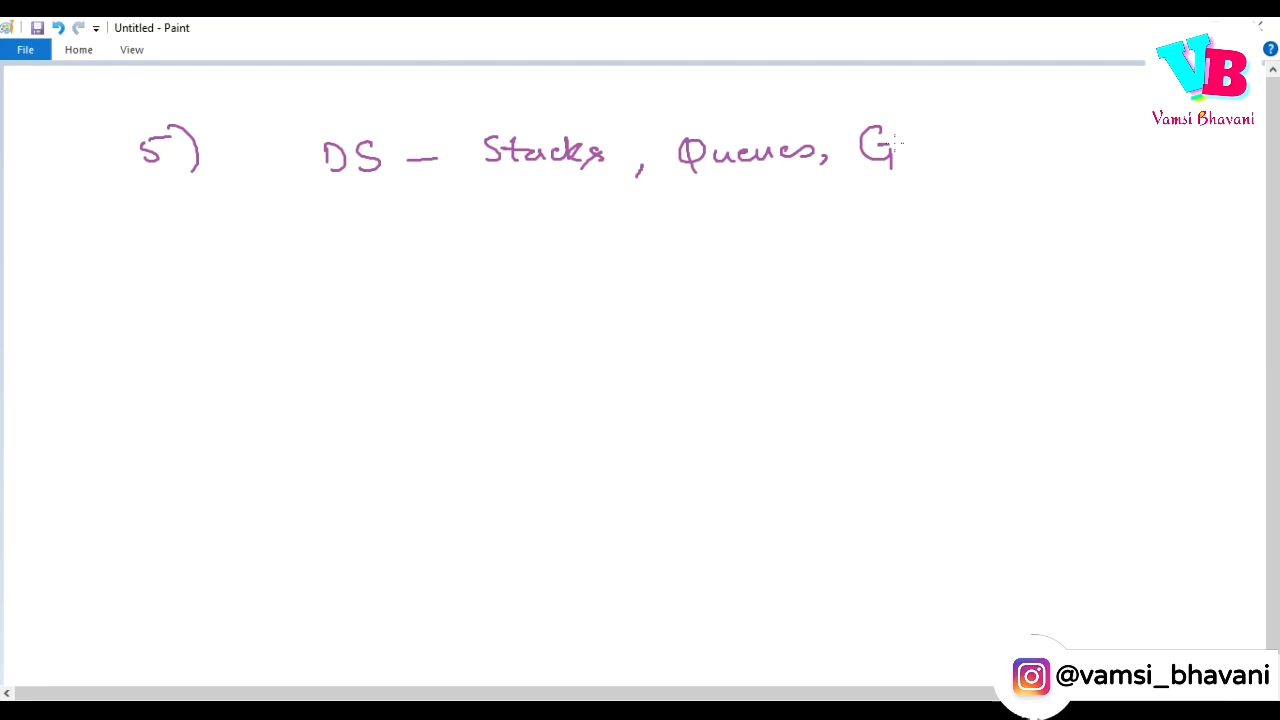 Untitled - Paint
File Home View
VB
Vamsi Bhavani
5) DS - Stacks, Queues, G
@vamsi_bhavani